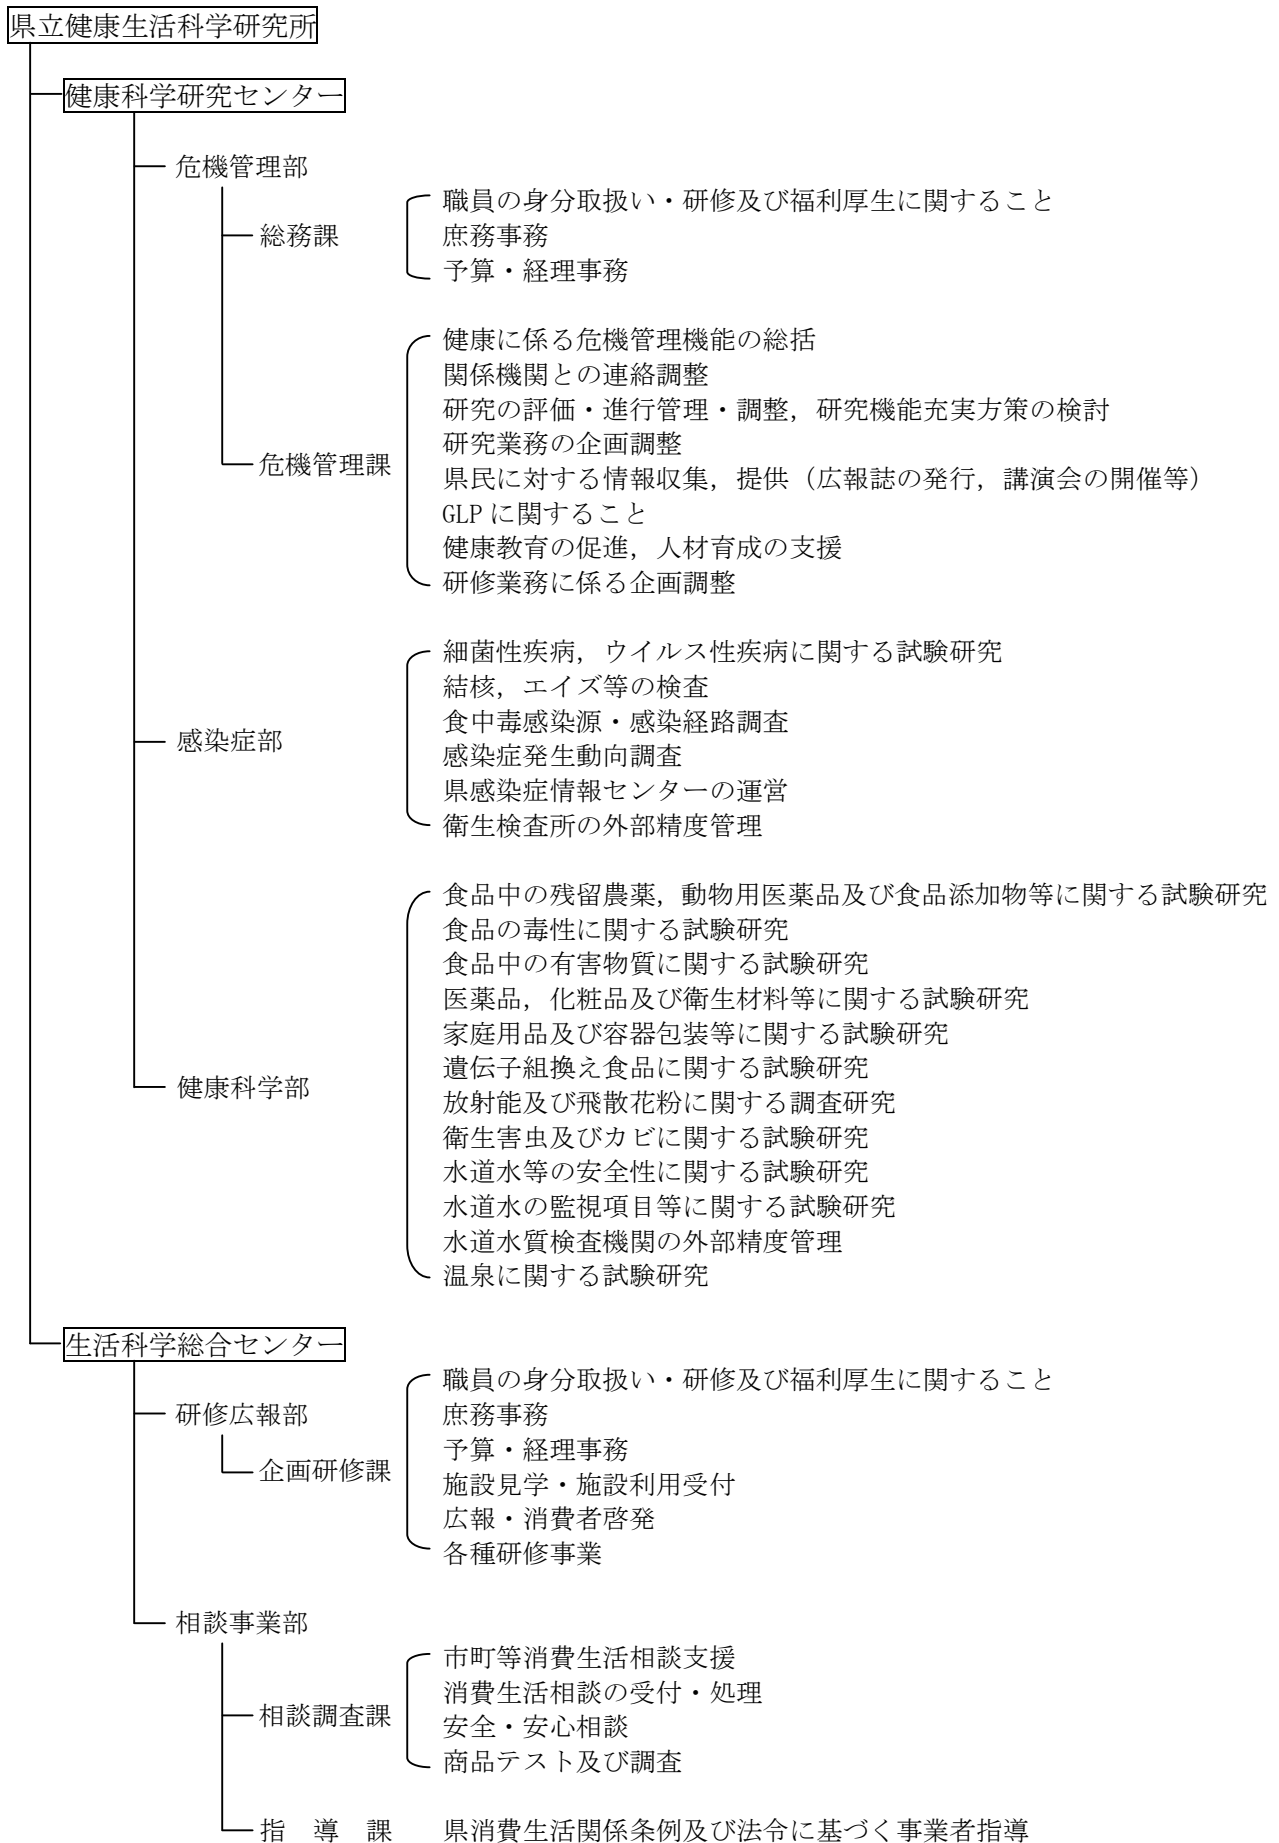 県立健康生活科学研究所
健康科学研究センター
危機管理部
職員の身分取扱い・研修及び福利厚生に関すること
総務課
庶務事務
予算・経理事務
健康に係る危機管理機能の総括
関係機関との連絡調整
研究の評価・進行管理・調整，研究機能充実方策の検討
研究業務の企画調整
危機管理課
県民に対する情報収集，提供（広報誌の発行，講演会の開催等）
GLPに関すること
健康教育の促進，人材育成の支援
研修業務に係る企画調整
細菌性疾病，ウイルス性疾病に関する試験研究
結核，エイズ等の検査
食中毒感染源・感染経路調査
感染症部
感染症発生動向調査
県感染症情報センターの運営
衛生検査所の外部精度管理
食品中の残留農薬，動物用医薬品及び食品添加物等に関する試験研究
食品の毒性に関する試験研究
食品中の有害物質に関する試験研究
医薬品，化粧品及び衛生材料等に関する試験研究
家庭用品及び容器包装等に関する試験研究
遺伝子組換え食品に関する試験研究
健康科学部
放射能及び飛散花粉に関する調査研究
衛生害虫及びカビに関する試験研究
水道水等の安全性に関する試験研究
水道水の監視項目等に関する試験研究
水道水質検査機関の外部精度管理
温泉に関する試験研究
生活科学総合センター
職員の身分取扱い・研修及び福利厚生に関すること
研修広報部
庶務事務
予算・経理事務
企画研修課
施設見学・施設利用受付
広報・消費者啓発
各種研修事業
相談事業部
市町等消費生活相談支援
消費生活相談の受付・処理
相談調査課
安全・安心相談
商品テスト及び調査
指　導　課　県消費生活関係条例及び法令に基づく事業者指導